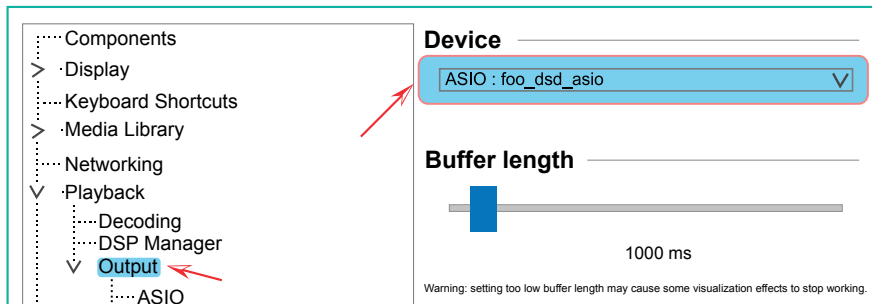 Components
Display
Keyboard Shortcuts
Media Library
Networking
Playback
Decoding
DSP Manager
Output
ASIO
Device
ASIO : foo_dsd_asio
Buffer length
1000 ms
Warning: setting too low buffer length may cause some visualization effects to stop working.